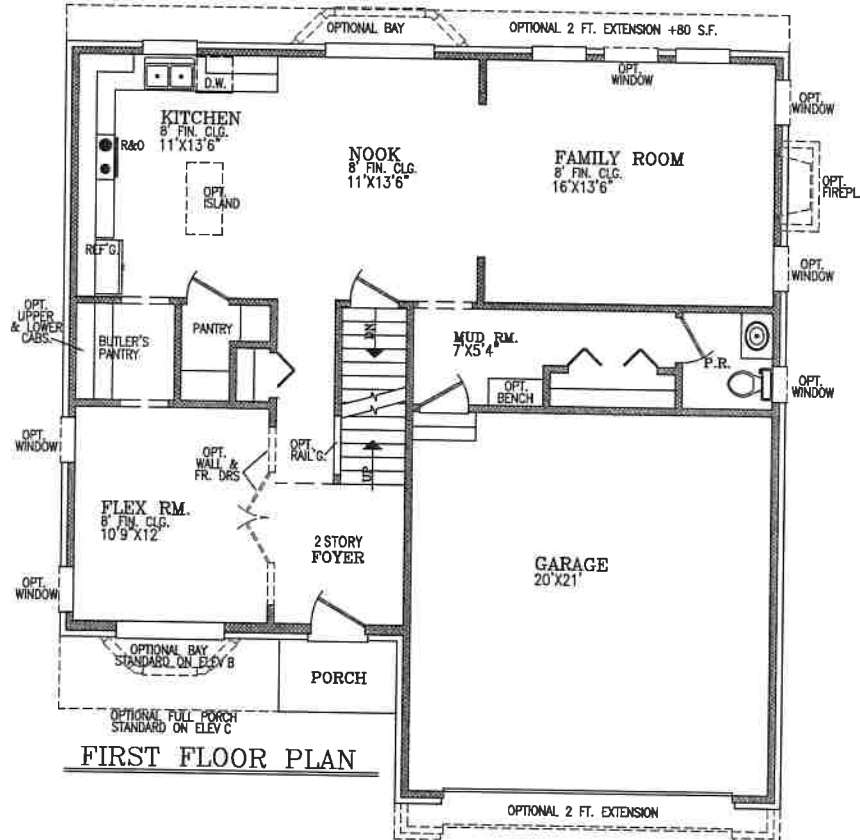 OPTIONAL BAY
OPTIONAL 2 FT. EXTENSION +80 S.F.
D.W.
OPT.
WINDOW
OPT.
WINDOW
KITCHEN
8' FIN. CLG.
11'X13'6"
R&O
NOOK
8' FIN. CLG.
11'X13'6"
FAMILY ROOM
8' FIN. CLG.
16'X13'6"
OPT.
FIREPL
OPT.
ISLAND
REF'G.
OPT.
WINDOW
OPT.
UPPER
& LOWER
CABS.
BUTLER'S
PANTRY
PANTRY
DN
MUD RM.
7'X5'4"
P.R.
OPT.
BENCH
OPT.
WINDOW
OPT.
WINDOW
OPT.
WALL &
FR. DRS
OPT.
RAIL'G.
UP
FLEX RM.
8' FIN. CLG.
10'9"X12'
2 STORY
FOYER
GARAGE
20'X21'
OPT.
WINDOW
OPTIONAL BAY
STANDARD ON ELEV B
PORCH
OPTIONAL FULL PORCH
STANDARD ON ELEV C
FIRST FLOOR PLAN
OPTIONAL 2 FT. EXTENSION